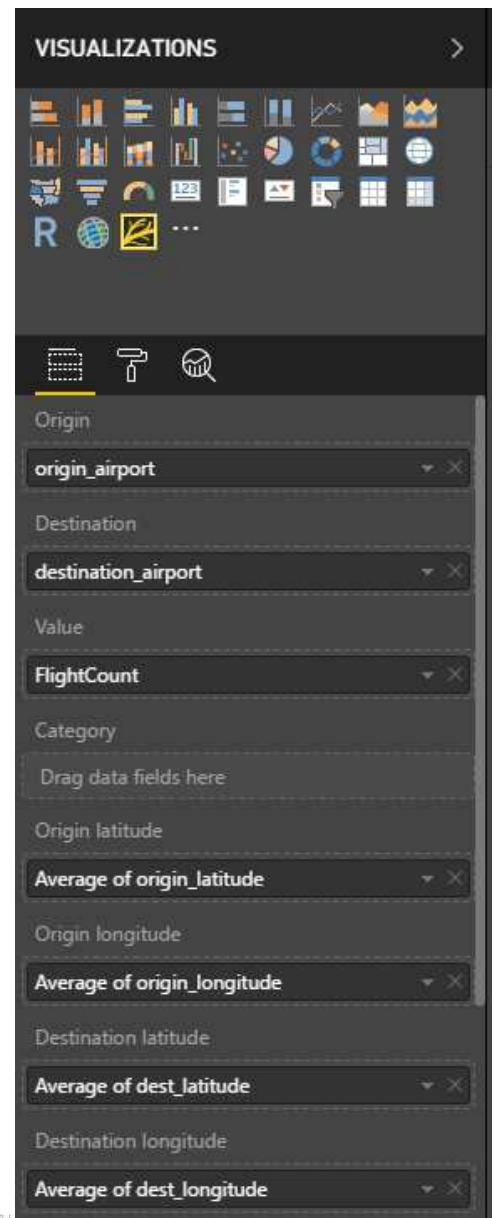 VISUALIZATIONS
123
R
Origin
origin_airport
Destination
destination_airport
Value
FlightCount
Category
Drag data fields here
Origin latitude
Average of origin_latitude
Origin longitude
Average of origin_longitude
Destination latitude
Average of dest_latitude
Destination longitude
Average of dest_longitude